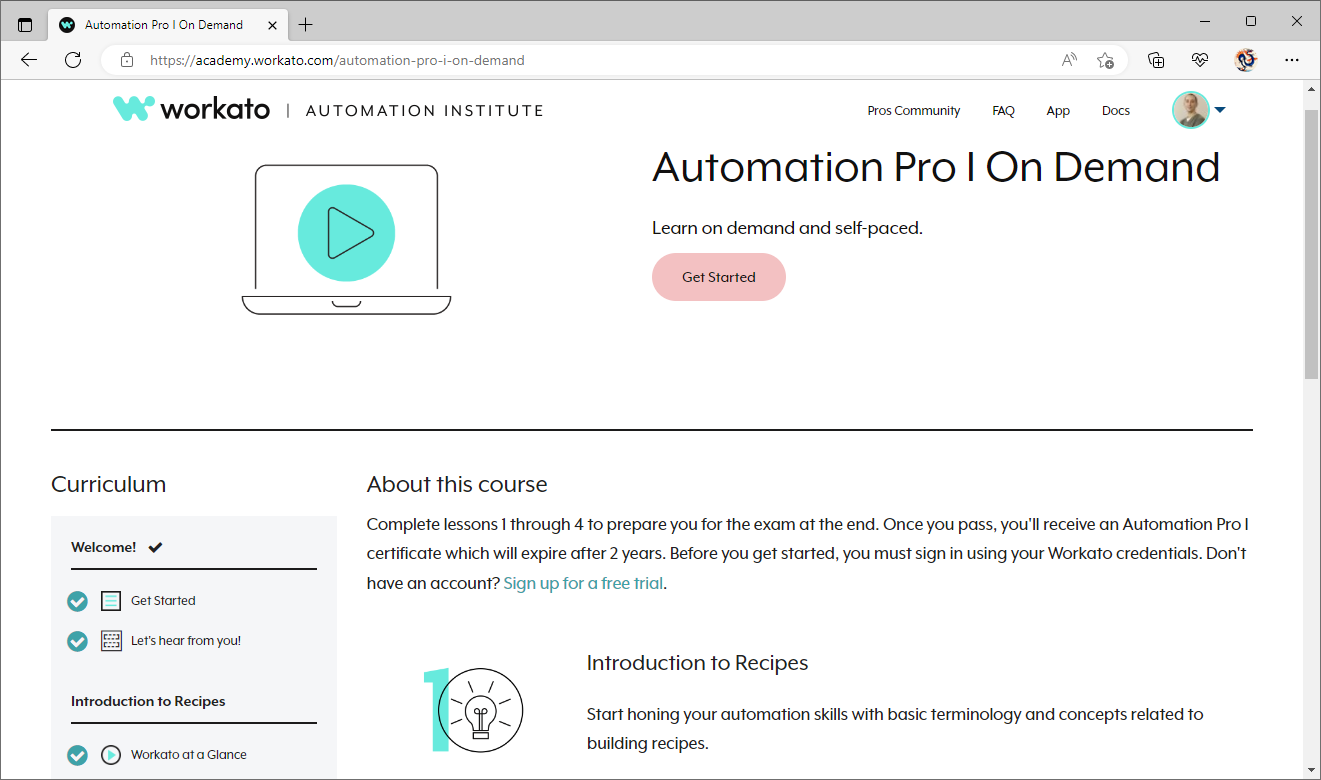 Automation Pro I On Demand
https://academy.workato.com/automation-pro-i-on-demand
workato | AUTOMATION INSTITUTE
Pros Community
FAQ
App
Docs
Automation Pro I On Demand
Learn on demand and self-paced.
Get Started
Curriculum
Welcome!
Get Started
Let's hear from you!
Introduction to Recipes
Workato at a Glance
About this course
Complete lessons 1 through 4 to prepare you for the exam at the end. Once you pass, you'll receive an Automation Pro I
certificate which will expire after 2 years. Before you get started, you must sign in using your Workato credentials. Don't
have an account? Sign up for a free trial.
1
Introduction to Recipes
Start honing your automation skills with basic terminology and concepts related to
building recipes.